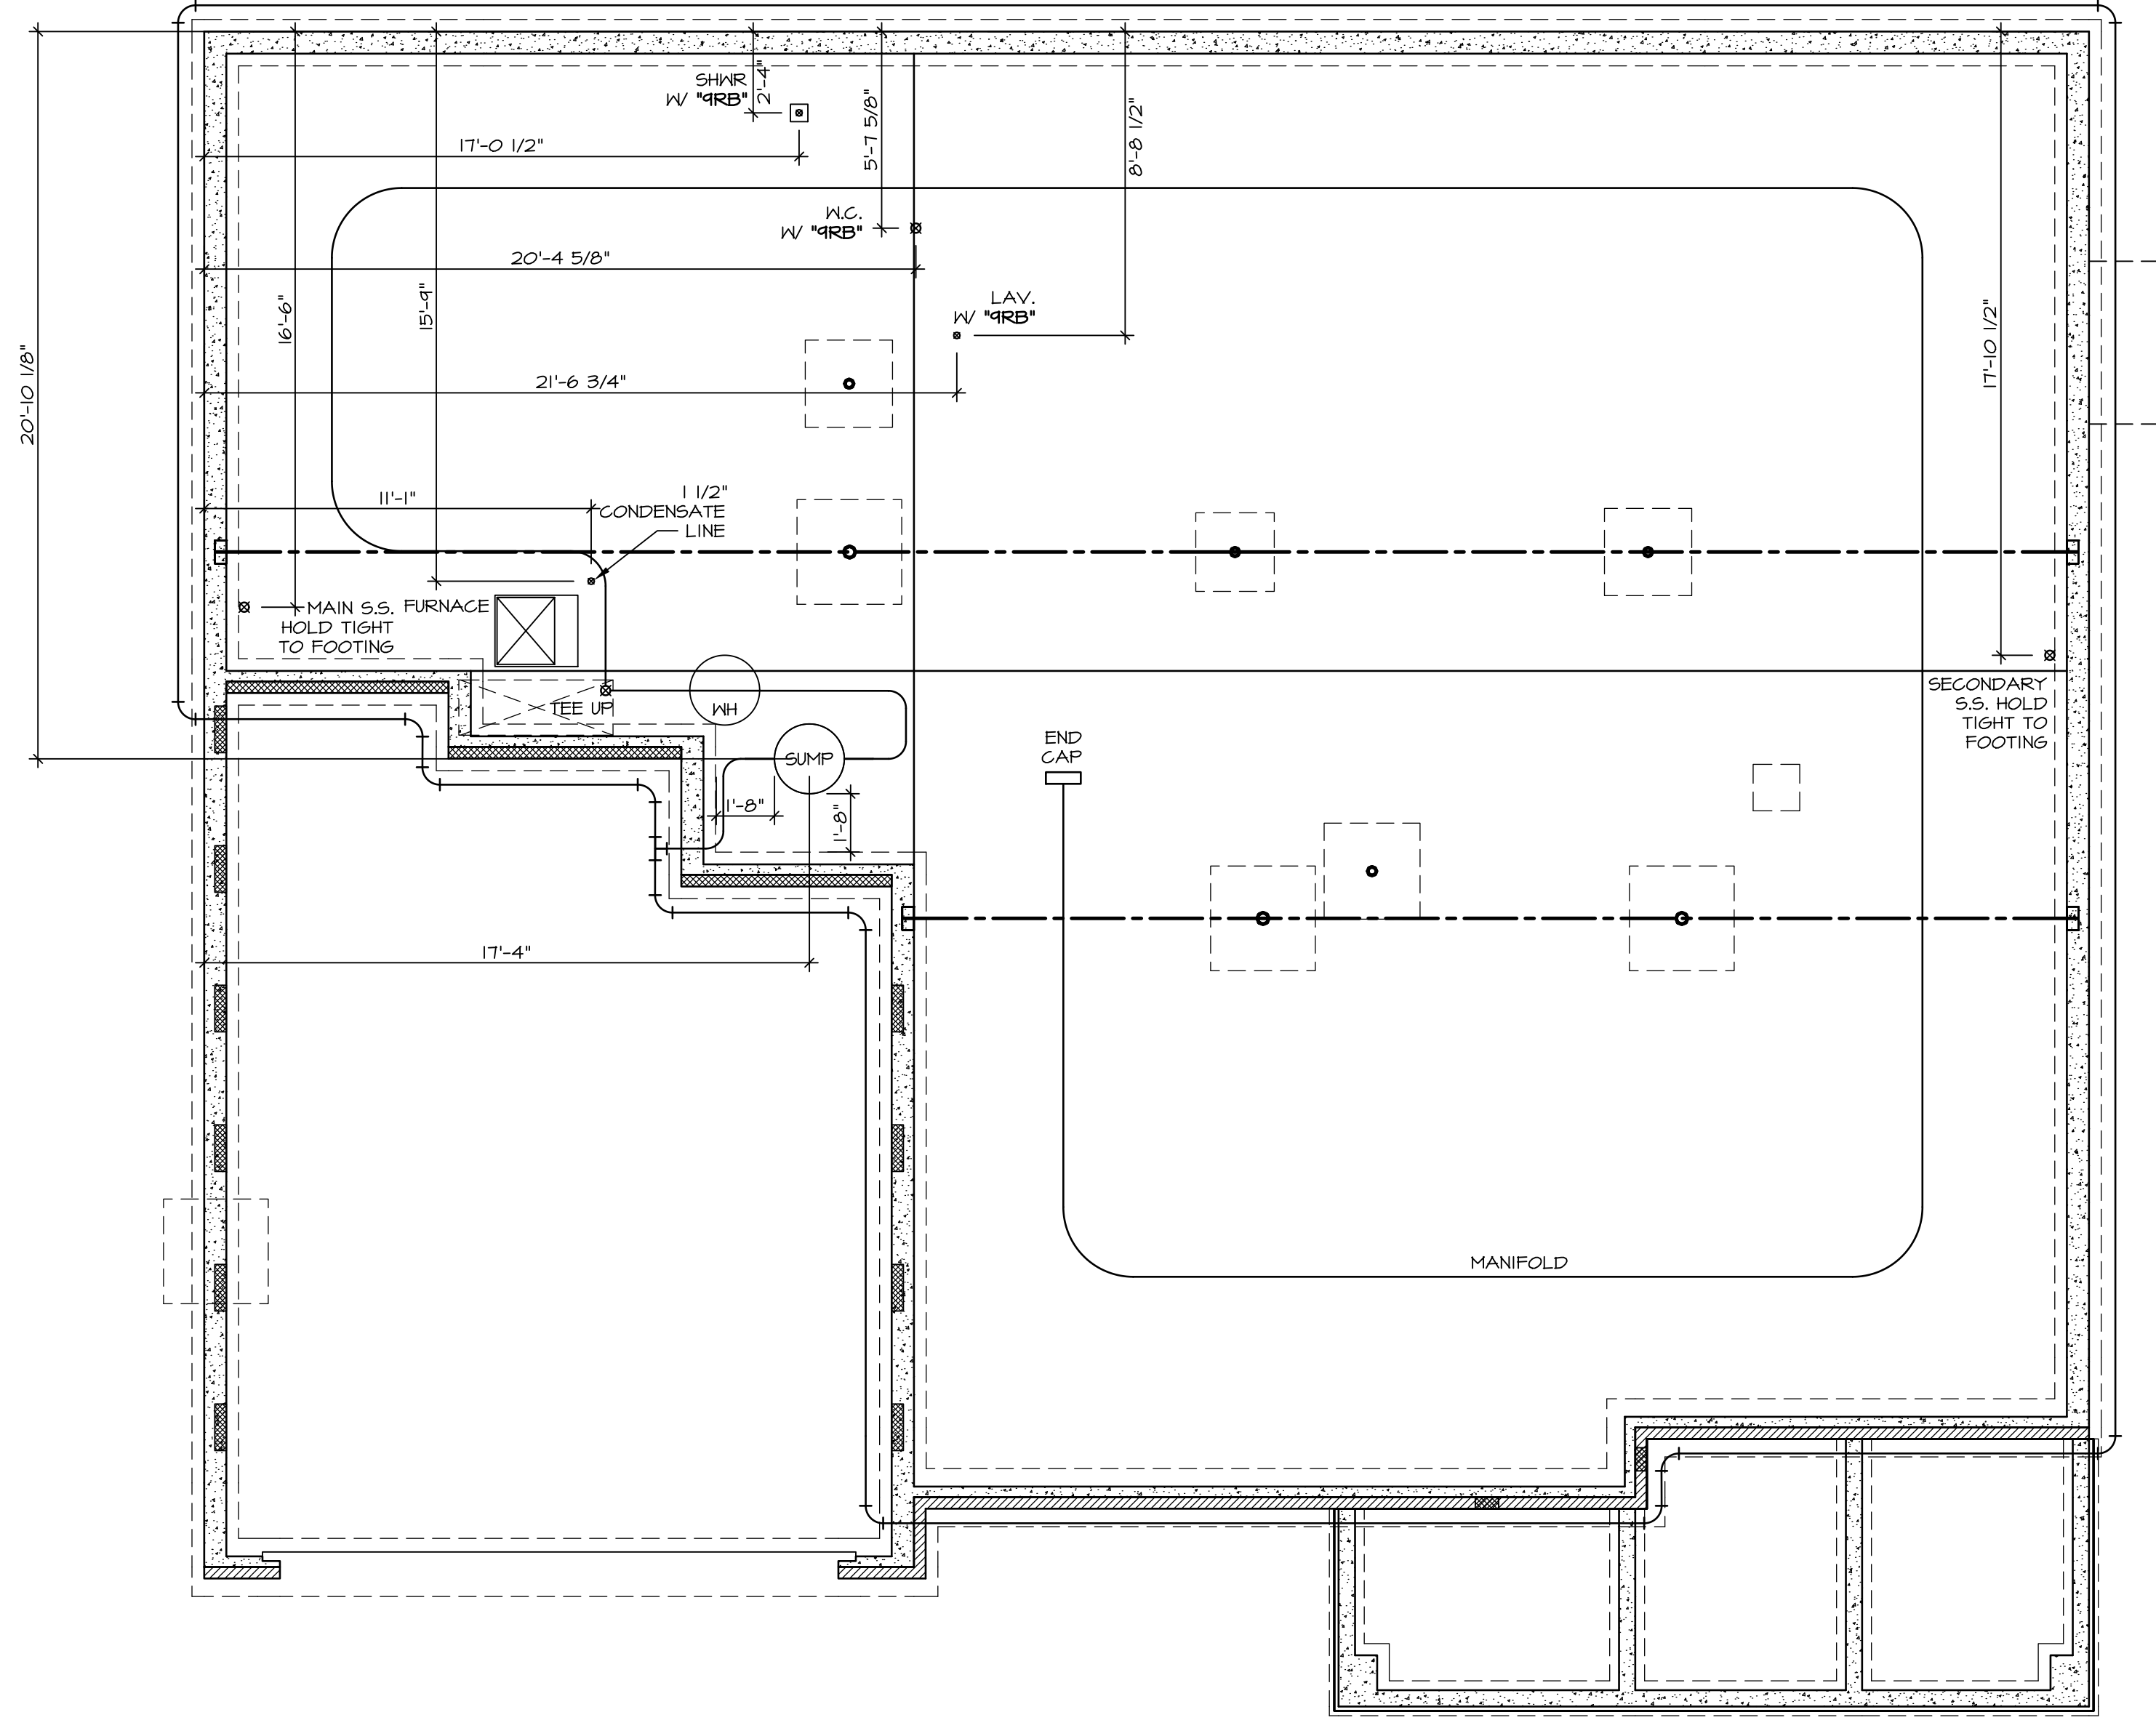 SHWR
W/ "9RB"
2'-4"
17'-0 1/2"
5'-7 5/8"
8'-8 1/2"
W.C.
W/ "9RB"
20'-4 5/8"
LAV.
W/ "9RB"
16'-6"
15'-9"
17'-10 1/2"
20'-10 1/8"
21'-6 3/4"
11'-1"
1 1/2"
CONDENSATE
LINE
MAIN S.S.
HOLD TIGHT
TO FOOTING
FURNACE
TEE UP
WH
SUMP
SECONDARY
S.S. HOLD
TIGHT TO
FOOTING
END
CAP
1'-8"
1'-8"
17'-4"
MANIFOLD